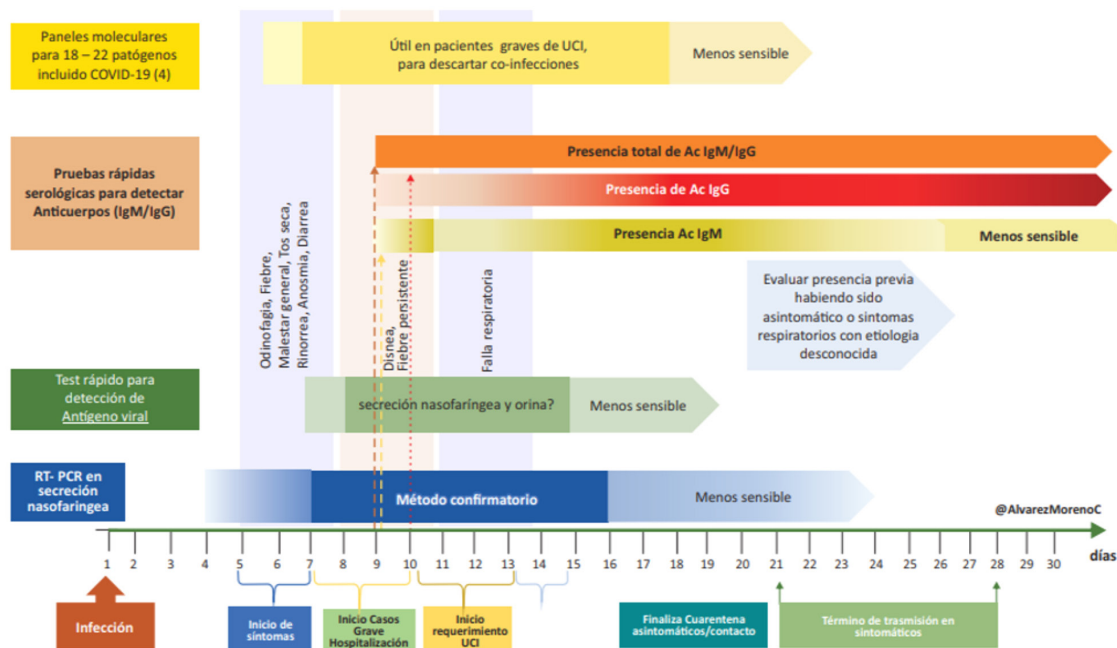 Paneles moleculares
para 18 – 22 patógenos
incluido COVID-19 (4)
Útil en pacientes graves de UCI,
para descartar co-infecciones
Menos sensible
Pruebas rápidas
serológicas para detectar
Anticuerpos (IgM/IgG)
Presencia total de Ac IgM/IgG
Presencia de Ac IgG
Presencia Ac IgM
Menos sensible
Odinofagia, Fiebre,
Malestar general, Tos seca,
Rinorrea, Anosmia, Diarrea
Disnea,
Fiebre persistente
Falla respiratoria
Evaluar presencia previa
habiendo sido
asintomático o sintomas
respiratorios con etiologia
desconocida
Test rápido para
detección de
Antígeno viral
secreción nasofaríngea y orina?
Menos sensible
RT- PCR en
secreción
nasofaringea
Método confirmatorio
Menos sensible
@AlvarezMorenoC
1 2 4 5 6 7 8 9 10 11 12 13 14 15 16 17 18 19 20 21 22 23 24 25 26 27 28 29 30
días
Infección
Inicio de
síntomas
Inicio Casos
Grave
Hospitalización
Inicio
requerimiento
UCI
Finaliza Cuarentena
asintomáticos/contacto
Término de trasmisión en
sintomáticos